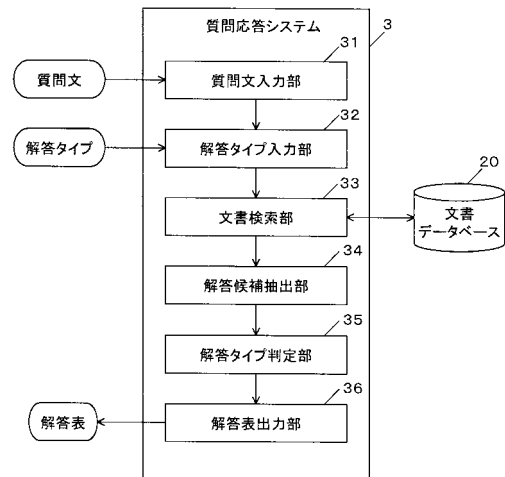 質問応答システム
3
31
質問文
質問文入力部
32
解答タイプ
解答タイプ入力部
33
20
文書検索部
文書
データベース
34
解答候補抽出部
35
解答タイプ判定部
36
解答表
解答表出力部